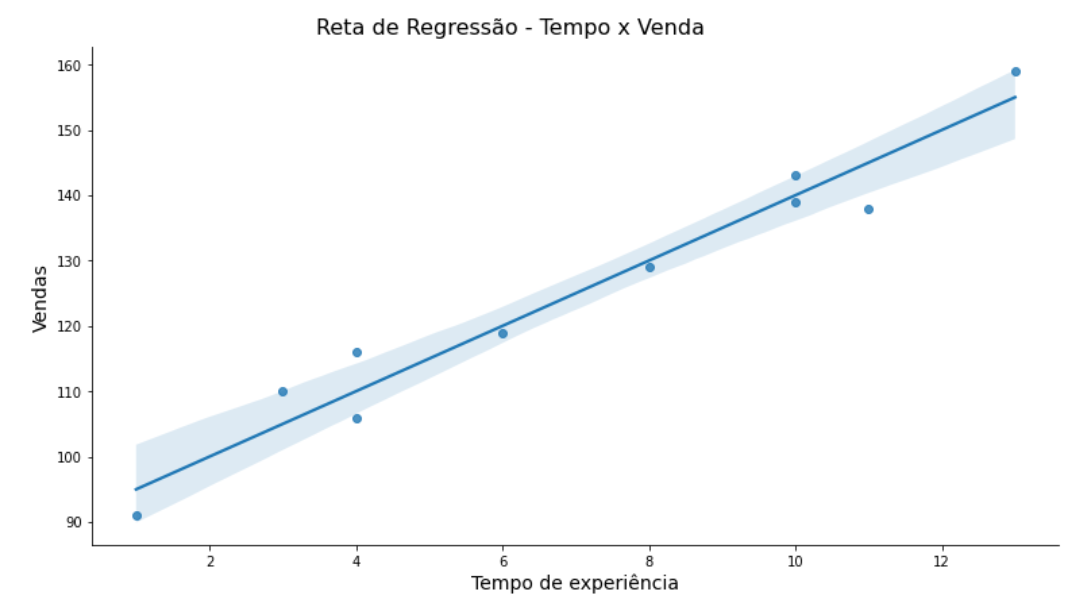 Reta de Regressão - Tempo x Venda
160
150
140
130
120
110
100
90
Vendas
2 4 6 8 10 12
Tempo de experiência